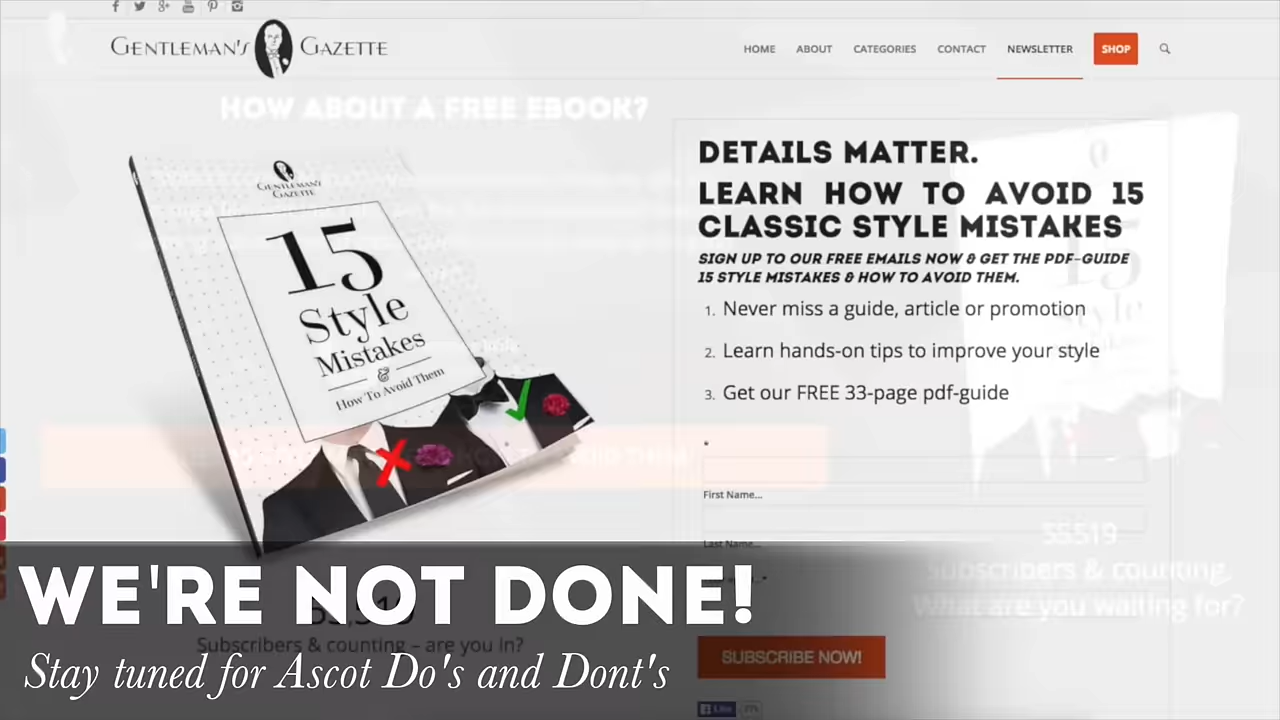 GENTLEMAN'S GAZETTE
HOME ABOUT CATEGORIES CONTACT NEWSLETTER SHOP
HOW ABOUT A FREE EBOOK?
GENTLEMAN'S
GAZETTE
15
Style
Mistakes
&
How To Avoid Them
DETAILS MATTER.
LEARN HOW TO AVOID 15
CLASSIC STYLE MISTAKES
SIGN UP TO OUR FREE EMAILS NOW & GET THE PDF-GUIDE
15 STYLE MISTAKES & HOW TO AVOID THEM.
1. Never miss a guide, article or promotion
2. Learn hands-on tips to improve your style
3. Get our FREE 33-page pdf-guide
*
First Name...
Last Name...
Subscribers & counting – are you in?
35519
Subscribers & counting,
What are you waiting for?
SUBSCRIBE NOW!
Like
WE'RE NOT DONE!
Stay tuned for Ascot Do's and Dont's